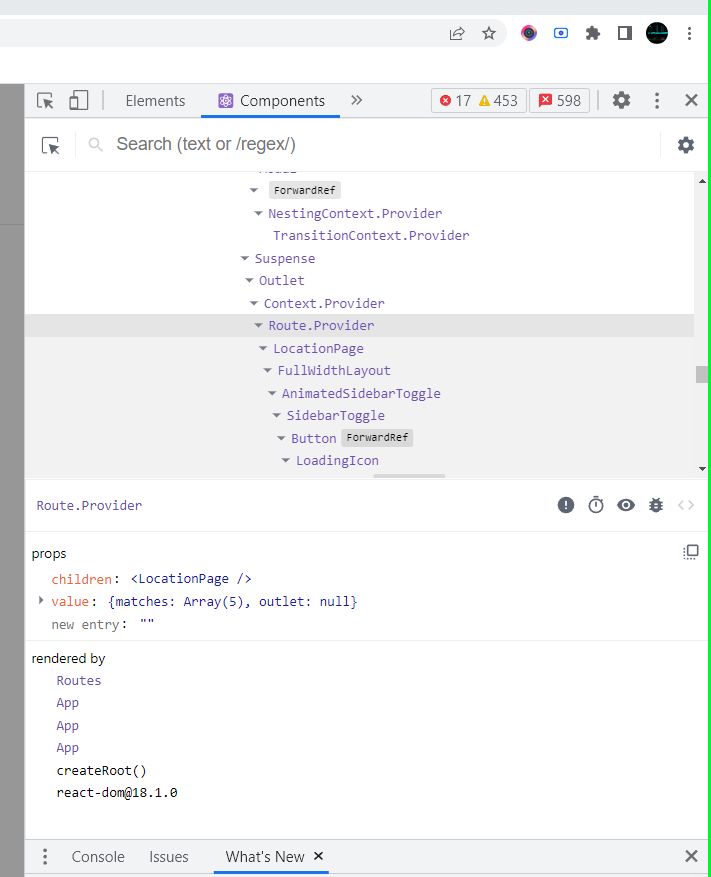 Elements Components 17 453 598
Search (text or /regex/)
ForwardRef
NestingContext.Provider
TransitionContext.Provider
Suspense
Outlet
Context.Provider
Route.Provider
LocationPage
FullWidthLayout
AnimatedSidebarToggle
SidebarToggle
Button ForwardRef
LoadingIcon
Route.Provider
props
children: <LocationPage />
value: {matches: Array(5), outlet: null}
new entry: ""
rendered by
Routes
App
App
App
createRoot()
react-dom@18.1.0
Console Issues What's New